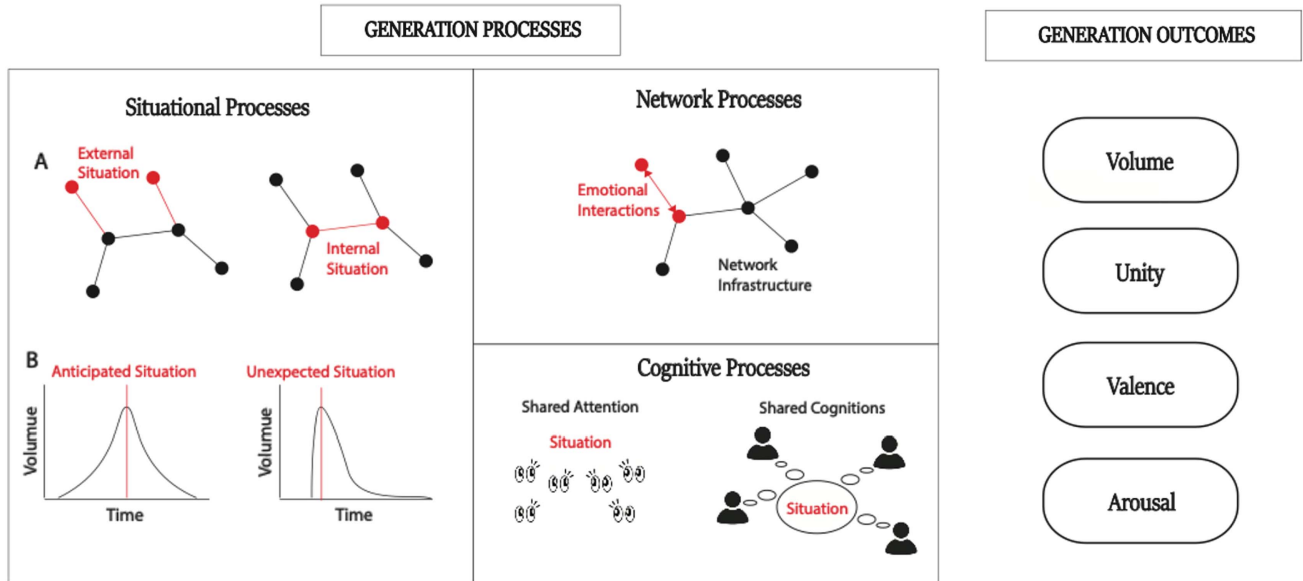 GENERATION PROCESSES
GENERATION OUTCOMES
Situational Processes
A
External
Situation
Internal
Situation
B
Anticipated Situation
Volumue
Time
Unexpected Situation
Volumue
Time
Network Processes
Emotional
Interactions
Network
Infrastructure
Cognitive Processes
Shared Attention
Situation
Shared Cognitions
Situation
Volume
Unity
Valence
Arousal